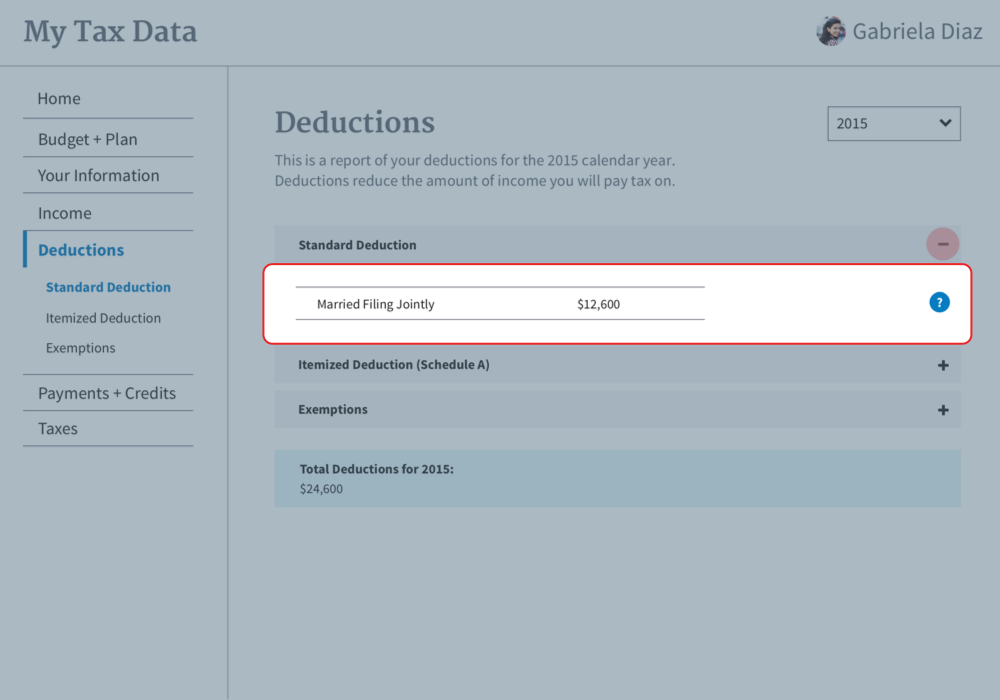 My Tax Data
Gabriela Diaz
Home
Budget + Plan
Your Information
Income
Deductions
Standard Deduction
Itemized Deduction
Exemptions
Payments + Credits
Taxes
Deductions
2015
This is a report of your deductions for the 2015 calendar year.
Deductions reduce the amount of income you will pay tax on.
Standard Deduction
Married Filing Jointly $12,600
?
Itemized Deduction (Schedule A)
Exemptions
Total Deductions for 2015:
$24,600